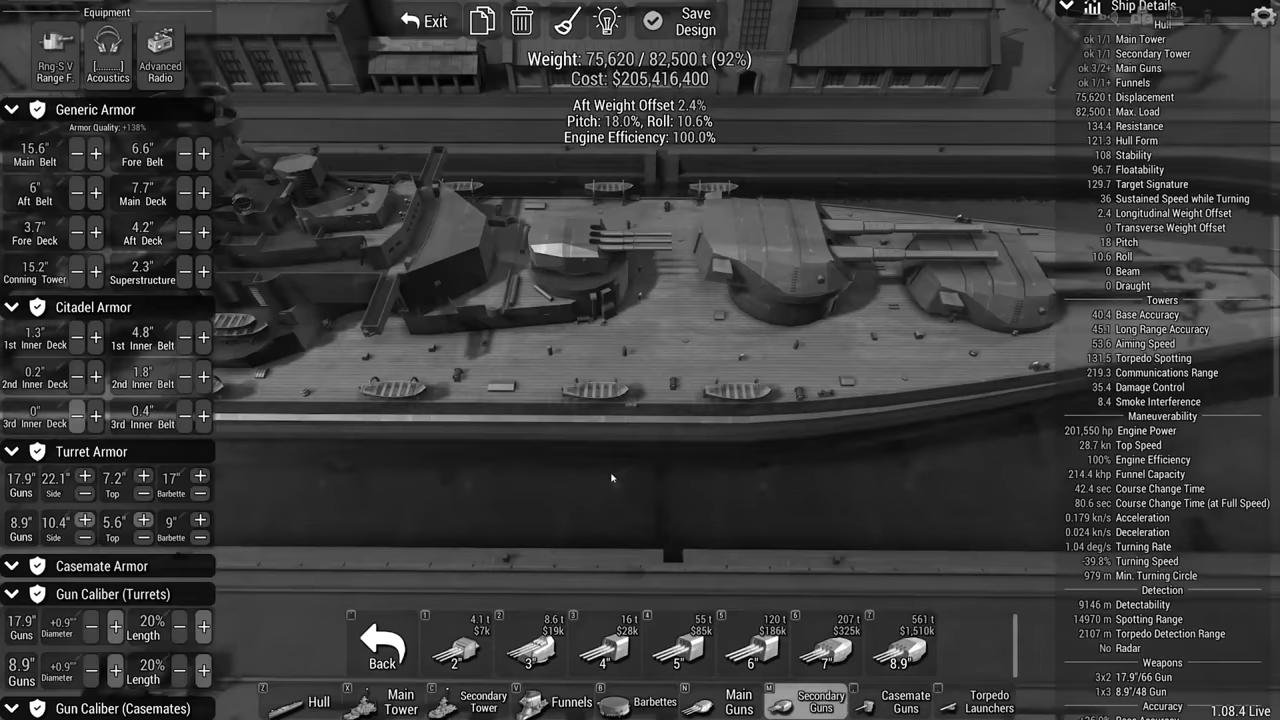 Equipment
Rng-S V
Range F.
[.........]
Acoustics
Advanced
Radio
Generic Armor
Armor Quality: +138%
15.6"
Main Belt
6.6"
Fore Belt
6"
Aft Belt
7.7"
Main Deck
3.7"
Fore Deck
4.2"
Aft Deck
15.2"
Conning Tower
2.3"
Superstructure
Citadel Armor
1.3"
1st Inner Deck
4.8"
1st Inner Belt
0.2"
2nd Inner Deck
1.8"
2nd Inner Belt
0"
3rd Inner Deck
0.4"
3rd Inner Belt
Turret Armor
17.9"
Guns
22.1"
Side
7.2"
Top
17"
Barbette
8.9"
Guns
10.4"
Side
5.6"
Top
9"
Barbette
Casemate Armor
Gun Caliber (Turrets)
17.9"
Guns
+0.9"
Diameter
20%
Length
8.9"
Guns
+0.9"
Diameter
20%
Length
Gun Caliber (Casemates)
Exit
Save
Design
Weight: 75,620 / 82,500 t (92%)
Cost: $205,416,400
Aft Weight Offset 2.4%
Pitch: 18.0%, Roll: 10.6%
Engine Efficiency: 100.0%
Back
1
4.1 t
$7k
2"
2
8.6 t
$19k
3"
3
16 t
$28k
4"
4
55 t
$85k
5"
5
120 t
$186k
6"
6
207 t
$325k
7"
7
561 t
$1,510k
8.9"
Z
Hull
X
Main
Tower
C
Secondary
Tower
V
Funnels
B
Barbettes
N
Main
Guns
M
Secondary
Guns
Casemate
Guns
Torpedo
Launchers
Ship Details
Hull
ok 1/1 Main Tower
ok 1/1 Secondary Tower
ok 3/2+ Main Guns
ok 1/1+ Funnels
75,620 t Displacement
82,500 t Max. Load
134.4 Resistance
121.3 Hull Form
108 Stability
96.7 Floatability
129.7 Target Signature
36 Sustained Speed while Turning
2.4 Longitudinal Weight Offset
0 Transverse Weight Offset
18 Pitch
10.6 Roll
0 Beam
0 Draught
Towers
40.4 Base Accuracy
45.1 Long Range Accuracy
53.6 Aiming Speed
131.5 Torpedo Spotting
219.3 Communications Range
35.4 Damage Control
8.4 Smoke Interference
Maneuverability
201,550 hp Engine Power
28.7 kn Top Speed
100% Engine Efficiency
214.4 khp Funnel Capacity
42.4 sec Course Change Time
80.6 sec Course Change Time (at Full Speed)
0.179 kn/s Acceleration
0.024 kn/s Deceleration
1.04 deg/s Turning Rate
-39.8% Turning Speed
979 m Min. Turning Circle
Detection
9146 m Detectability
14970 m Spotting Range
2107 m Torpedo Detection Range
No Radar
Weapons
3x2 17.9"/66 Gun
1x3 8.9"/48 Gun
Accuracy
1.08.4 Live